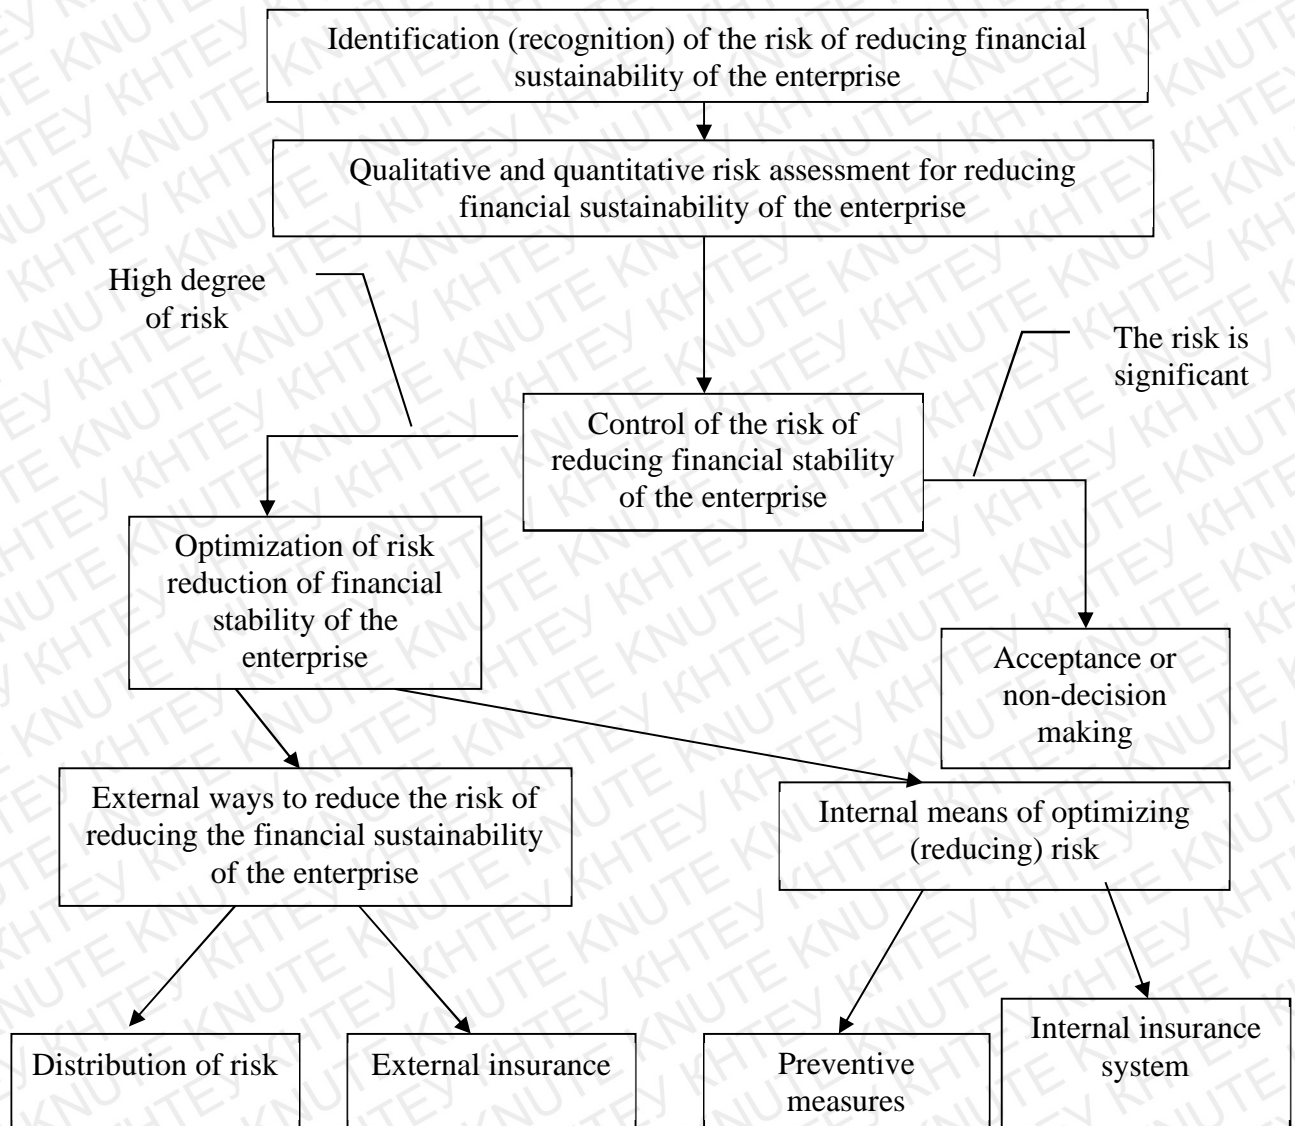 Identification (recognition) of the risk of reducing financial
sustainability of the enterprise
Qualitative and quantitative risk assessment for reducing
financial sustainability of the enterprise
High degree
of risk
The risk is
significant
Control of the risk of
reducing financial stability
of the enterprise
Optimization of risk
reduction of financial
stability of the
enterprise
Acceptance or
non-decision
making
External ways to reduce the risk of
reducing the financial sustainability
of the enterprise
Internal means of optimizing
(reducing) risk
Distribution of risk
External insurance
Preventive
measures
Internal insurance
system